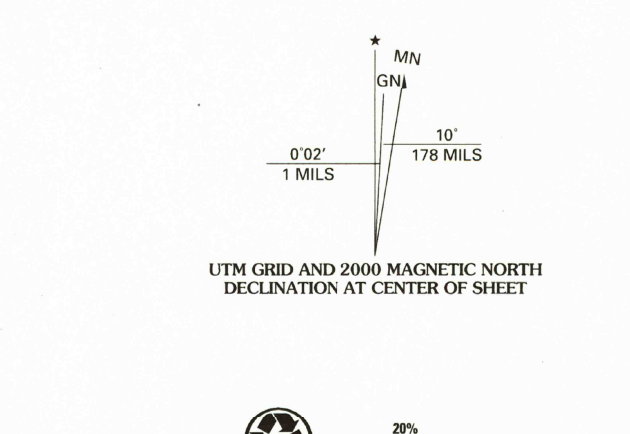 ★
MN
GN
0°02'
1 MILS
10°
178 MILS
UTM GRID AND 2000 MAGNETIC NORTH
DECLINATION AT CENTER OF SHEET
20%